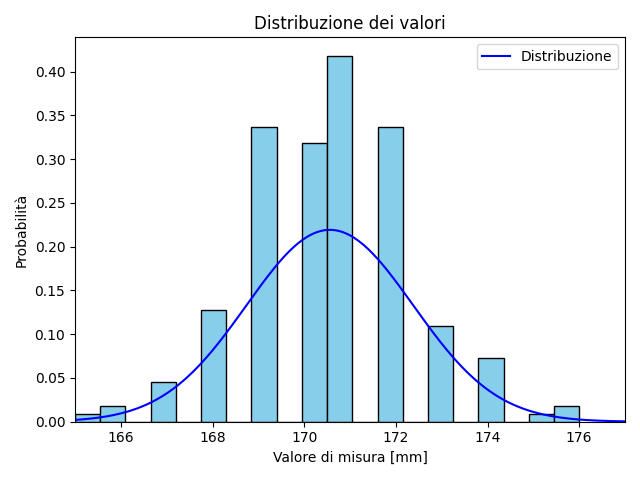 Distribuzione dei valori
Distribuzione
Probabilità
0.40
0.35
0.30
0.25
0.20
0.15
0.10
0.05
0.00
166 168 170 172 174 176
Valore di misura [mm]